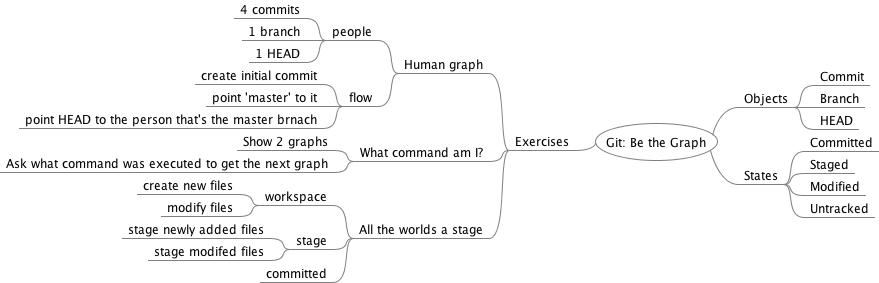 Git: Be the Graph
Exercises
Human graph
people
4 commits
1 branch
1 HEAD
flow
create initial commit
point 'master' to it
point HEAD to the person that's the master brnach
What command am I?
Show 2 graphs
Ask what command was executed to get the next graph
All the worlds a stage
workspace
create new files
modify files
stage
stage newly added files
stage modifed files
committed
Objects
Commit
Branch
HEAD
States
Committed
Staged
Modified
Untracked